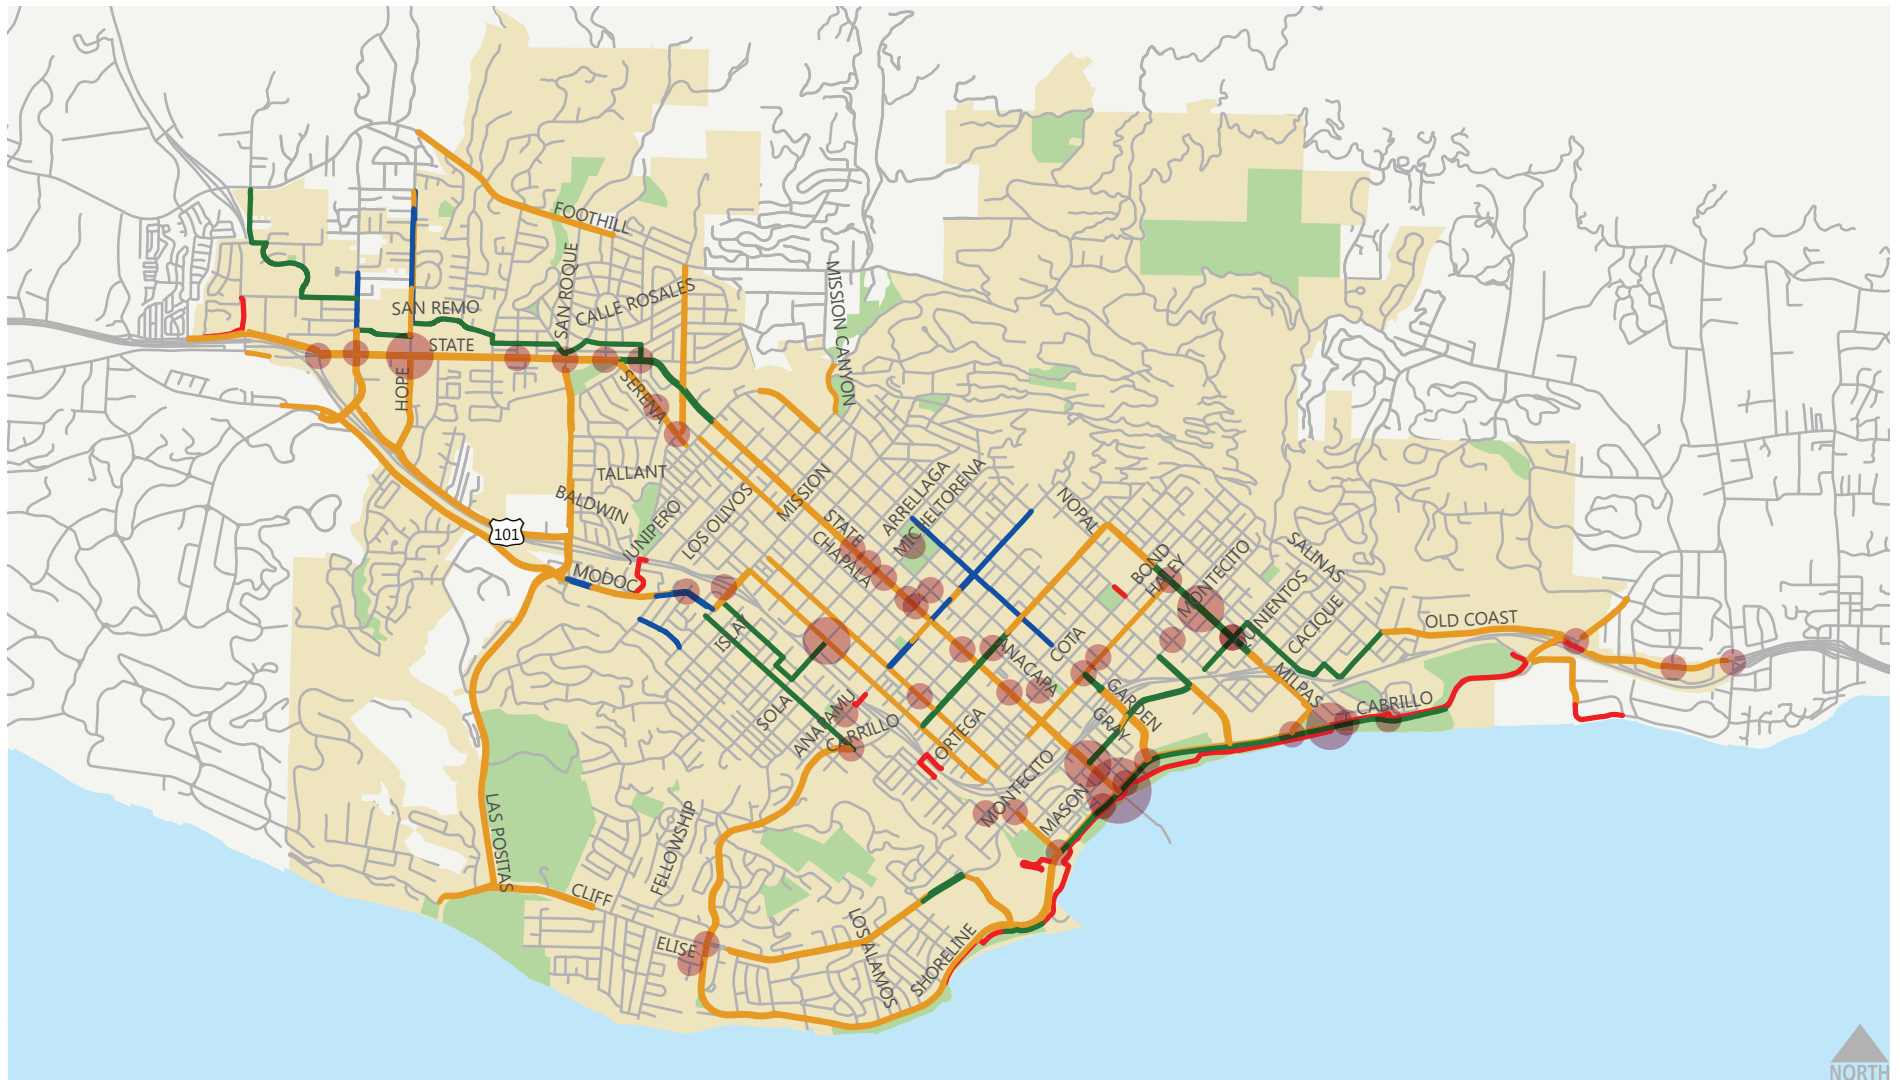 FOOTHILL
SAN ROQUE
CALLE ROSALES
MISSION CANYON
SAN REMO
STATE
HOPE
SERENA
TALLANT
BALDWIN
JUNIPERO
LOS OLIVOS
MISSION
STATE
CHAPALA
ARRELLAGA
MICHELTORENA
NOPAL
101
MODOC
BOND
HALEY
MONTECITO
SALINAS
QUINIENTOS
CACIQUE
OLD COAST
ISLAY
COTA
ANACAPA
MILPAS
GARDEN
GRAY
CABRILLO
SOLA
ANAPAMU
CARRILLO
ORTEGA
MONTECITO
MASON
LAS POSITAS
FELLOWSHIP
CLIFF
ELISE
LOS ALAMOS
SHORELINE
NORTH